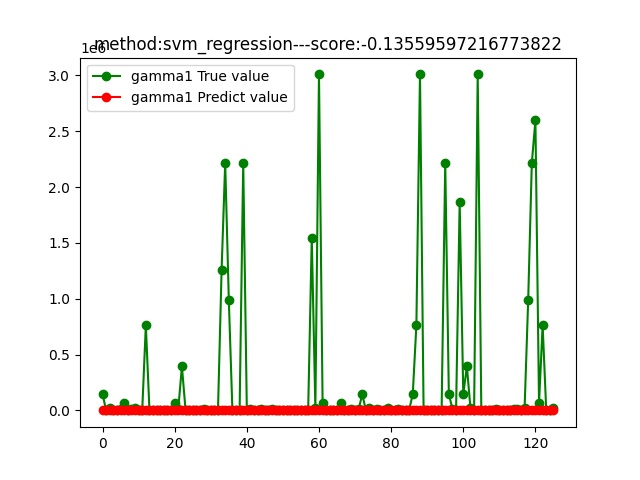 method:svm_regression---score:-0.13559597216773822
1e6
gamma1 True value
gamma1 Predict value
3.0
2.5
2.0
1.5
1.0
0.5
0.0
0 20 40 60 80 100 120